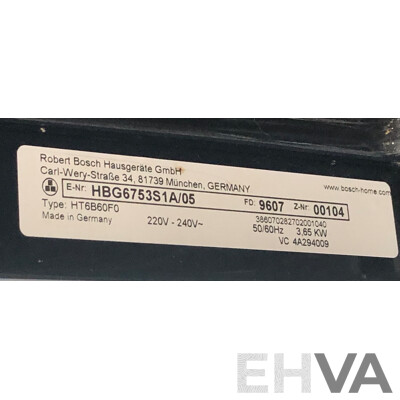 Robert Bosch Hausgeräte GmbH
Carl-Wery-Straße 34, 81739 München, GERMANY
www.bosch-home.com
E-Nr: HBG6753S1A/05 FD: 9607 Z-Nr: 00104
Type: HT6B60F0 386070282702001040
Made in Germany 220V - 240V~ 50/60Hz 3,65 KW
VC 4A294009
EHVA